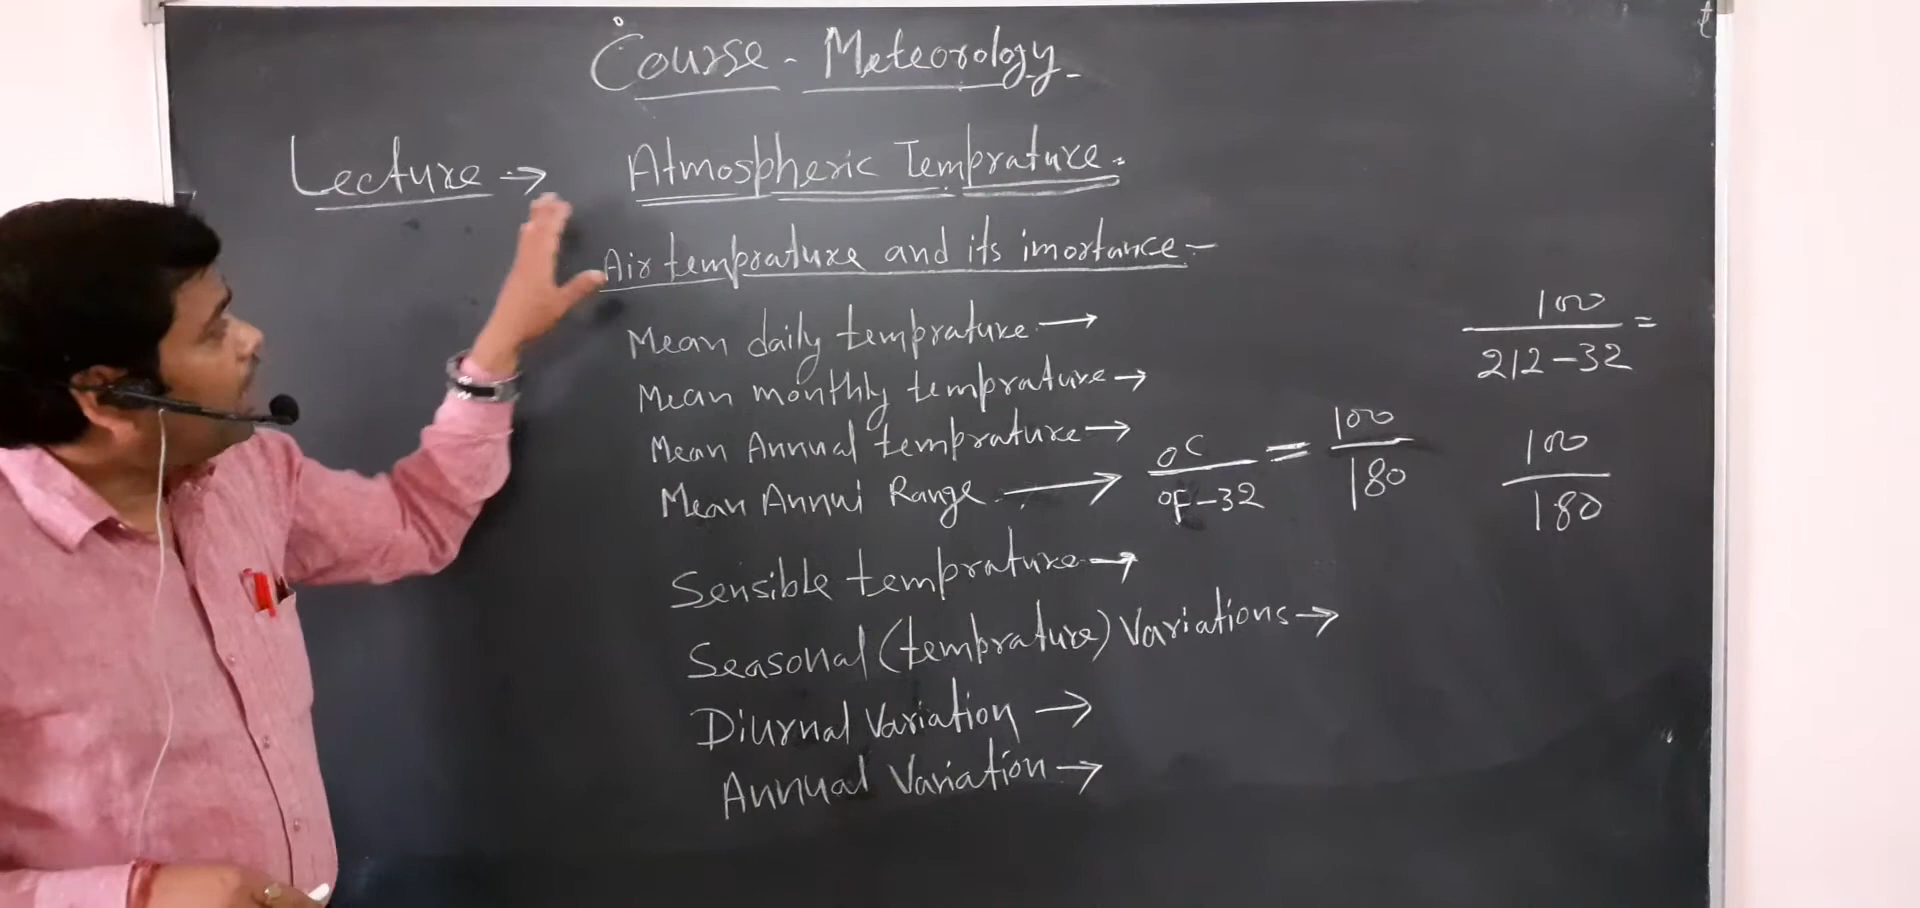 Course - Meteorology -
Lecture → Atmospheric Temprature -
Air temprature and its imortance -
Mean daily temprature →
Mean monthly temprature →
Mean Annual temprature →
Mean Annui Range → °C / °F-32 = 100 / 180
Sensible temprature →
Seasonal (temprature) Variations →
Diurnal Variation →
Annual Variation →
100 / 212-32 =
100 / 180